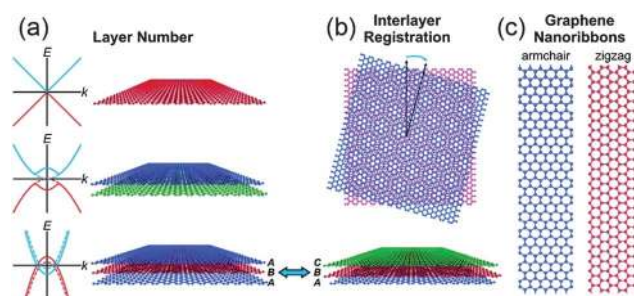 (a)
Layer Number
E
k
E
k
E
k
A
B
A
C
B
A
(b)
Interlayer
Registration
(c)
Graphene
Nanoribbons
armchair
zigzag